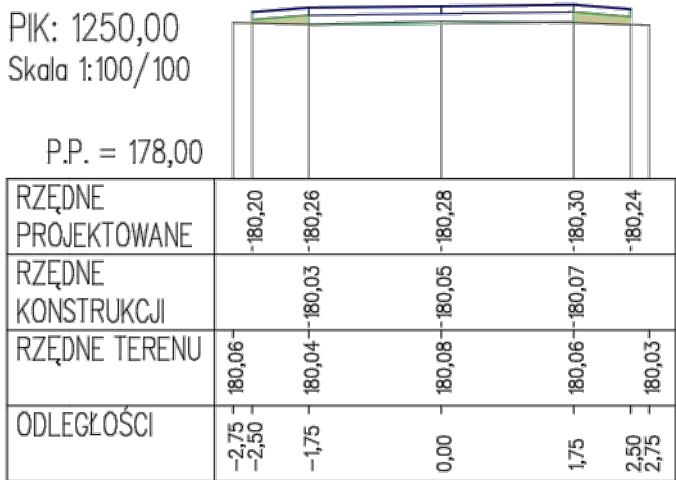 PIK: 1250,00
Skala 1:100/100
P.P. = 178,00
RZĘDNE PROJEKTOWANE
180,20 180,26 180,28 180,30 180,24
RZĘDNE KONSTRUKCJI
180,03 180,05 180,07
RZĘDNE TERENU
180,06 180,04 180,08 180,06 180,03
ODLEGŁOŚCI
-2,75 -2,50 -1,75 0,00 1,75 2,50 2,75